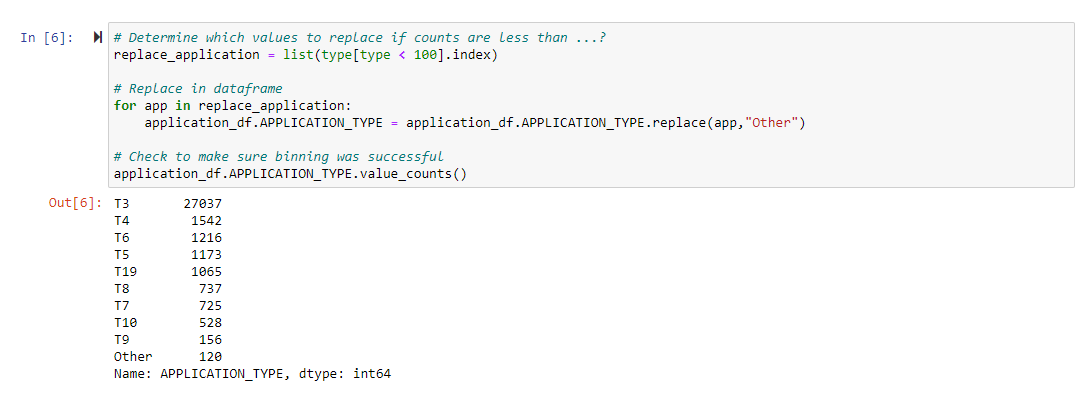 In [6]:
# Determine which values to replace if counts are less than ...?
replace_application = list(type[type < 100].index)
# Replace in dataframe
for app in replace_application:
    application_df.APPLICATION_TYPE = application_df.APPLICATION_TYPE.replace(app,"Other")
# Check to make sure binning was successful
application_df.APPLICATION_TYPE.value_counts()
Out[6]:
T3       27037
T4        1542
T6        1216
T5        1173
T19       1065
T8         737
T7         725
T10        528
T9         156
Other      120
Name: APPLICATION_TYPE, dtype: int64